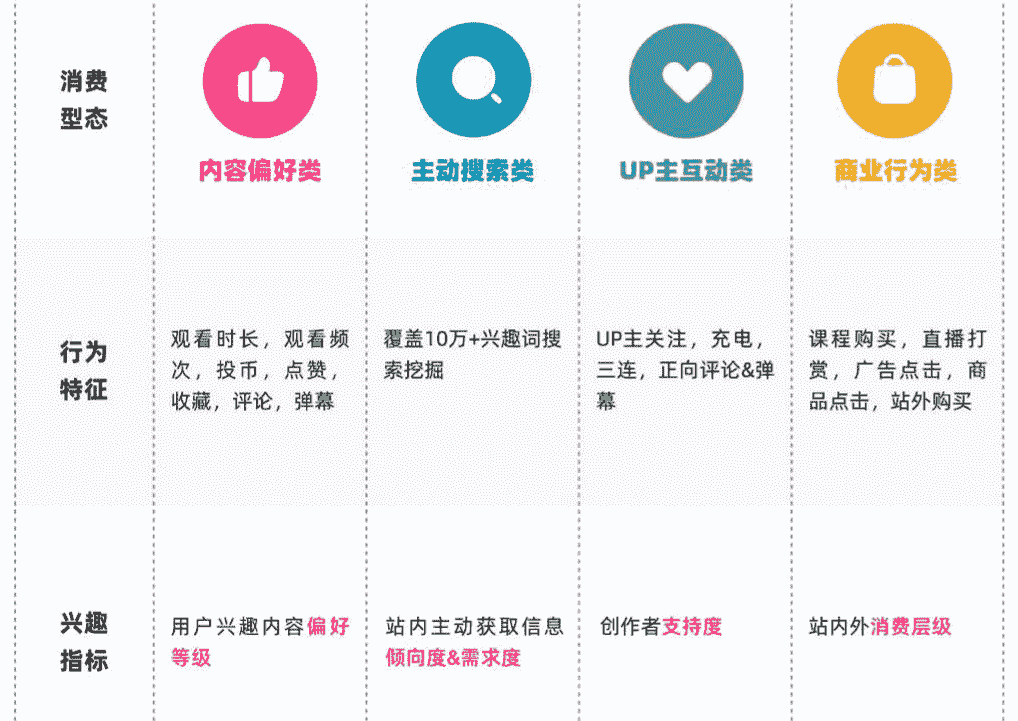 消费
型态
内容偏好类
主动搜索类
UP主互动类
商业行为类
行为
特征
观看时长，观看频
次，投币，点赞，
收藏，评论，弹幕
覆盖10万+兴趣词搜
索挖掘
UP主关注，充电，
三连，正向评论&弹
幕
课程购买，直播打
赏，广告点击，商
品点击，站外购买
兴趣
指标
用户兴趣内容偏好
等级
站内主动获取信息
倾向度&需求度
创作者支持度
站内外消费层级